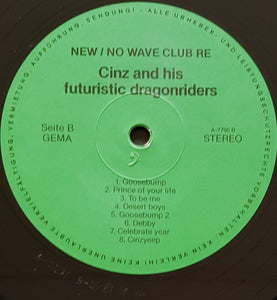 NEW / NO WAVE CLUB RE
Cinz and his
futuristic dragonriders
Seite B
GEMA
A-7795 B
STEREO
1: Goosebump
2. Prince of your life
3. To be me
4. Desert boys
5. Goosebump 2
6. Debby
7. Celebrate year
8. Cinzyeep
AUFFÜHRUNG, SENDUNG! - ALLE URHEBER- UND LEISTUNGSSCHUTZRECHTE VORBEHALTEN. KEIN VERLEIH! KEINE UNERLAUBTE VERVIELFÄLTIGUNG, VERMIETUNG,